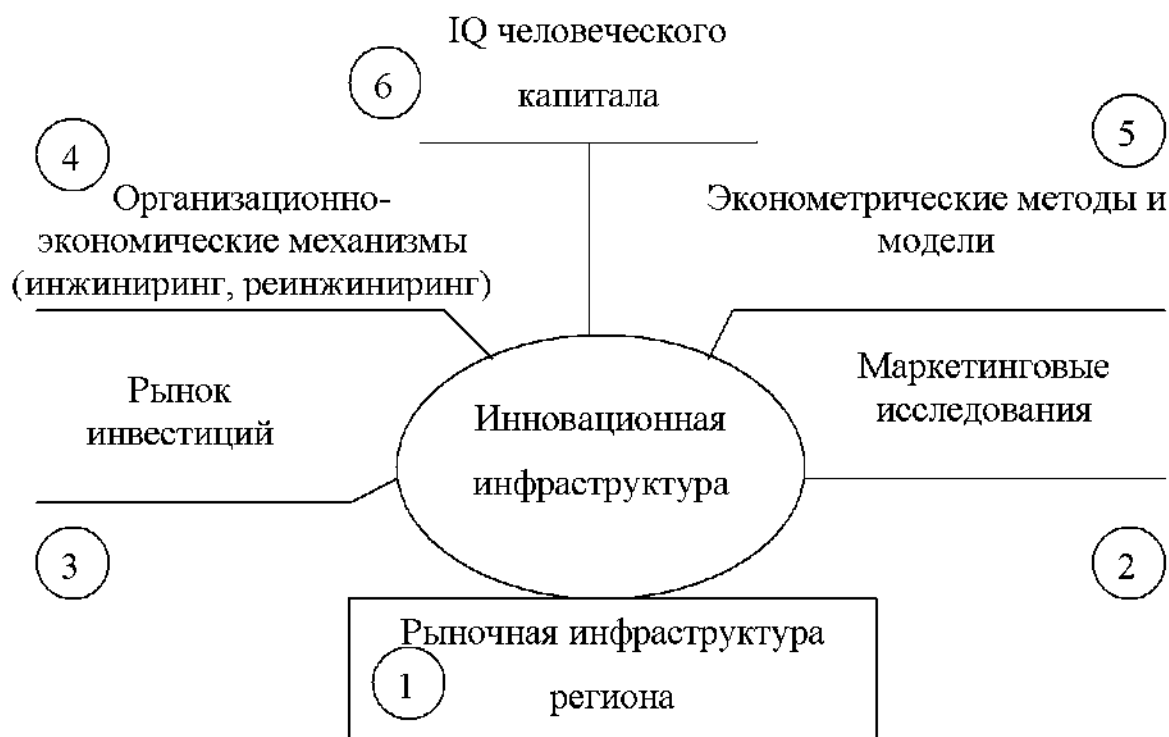 IQ человеческого
капитала
6
4
5
Организационно-
экономические механизмы
(инжиниринг, реинжиниринг)
Эконометрические методы и
модели
Рынок
инвестиций
Маркетинговые
исследования
Инновационная
инфраструктура
3
2
Рыночная инфраструктура
региона
1